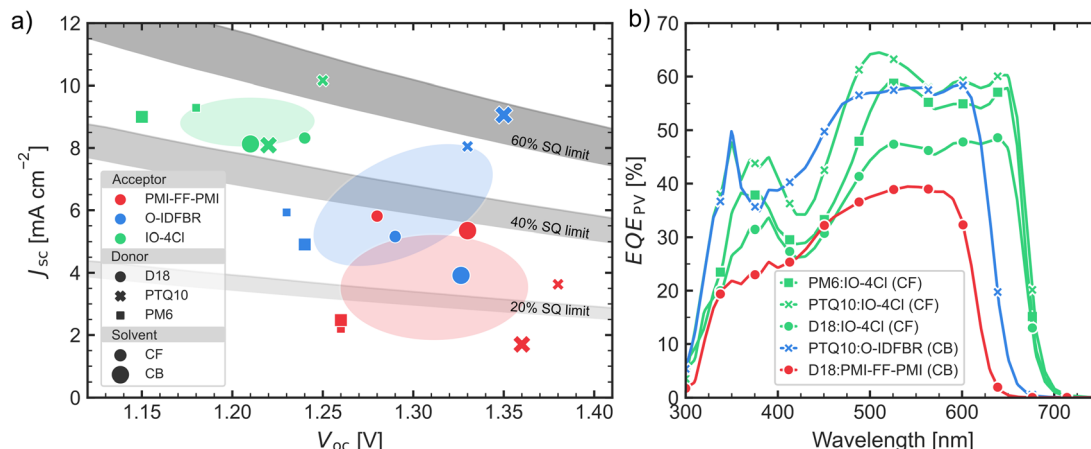 a)
12
10
8
6
4
2
0
J_sc [mA cm⁻²]
60% SQ limit
40% SQ limit
20% SQ limit
Acceptor
PMI-FF-PMI
O-IDFBR
IO-4Cl
Donor
D18
PTQ10
PM6
Solvent
CF
CB
1.15 1.20 1.25 1.30 1.35 1.40
V_oc [V]
b)
70
60
50
40
30
20
10
0
EQE_PV [%]
PM6:IO-4Cl (CF)
PTQ10:IO-4Cl (CF)
D18:IO-4Cl (CF)
PTQ10:O-IDFBR (CB)
D18:PMI-FF-PMI (CB)
300 400 500 600 700
Wavelength [nm]